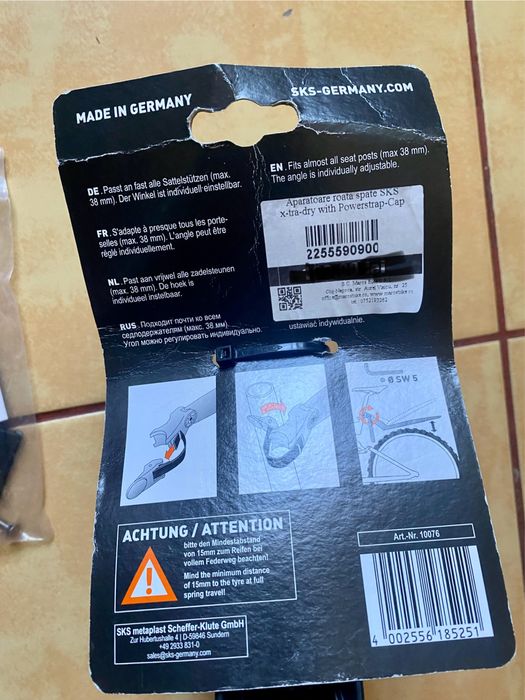 MADE IN GERMANY
SKS-GERMANY.COM
DE. Passt an fast alle Sattelstützen (max.
38 mm). Der Winkel ist individuell einstellbar.
EN. Fits almost all seat posts (max. 38 mm).
The angle is individually adjustable.
FR. S'adapte à presque tous les porte-
selles (max. 38 mm). L'angle peut être
réglé individuellement.
NL. Past aan vrijwel alle zadelsteunen
(max. 38 mm). De hoek is
individueel instelbaar.
RUS. Подходит почти ко всем
седлодержателям (макс. 38 мм).
Угол можно регулировать индивидуально.
Aparatoare roata spate SKS
x-tra-dry with Powerstrap-Cap
2255590900
ustawiać indywidualnie.
Ø SW 5
ACHTUNG / ATTENTION
bitte den Mindestabstand
von 15mm zum Reifen bei
vollem Federweg beachten!
Mind the minimum distance
of 15mm to the tyre at full
spring travel!
SKS metaplast Scheffer-Klute GmbH
Zur Hubertushalle 4 | D-59846 Sundern
+49 2933 831-0
sales@sks-germany.com
Art.-Nr. 10076
4 002556 185251